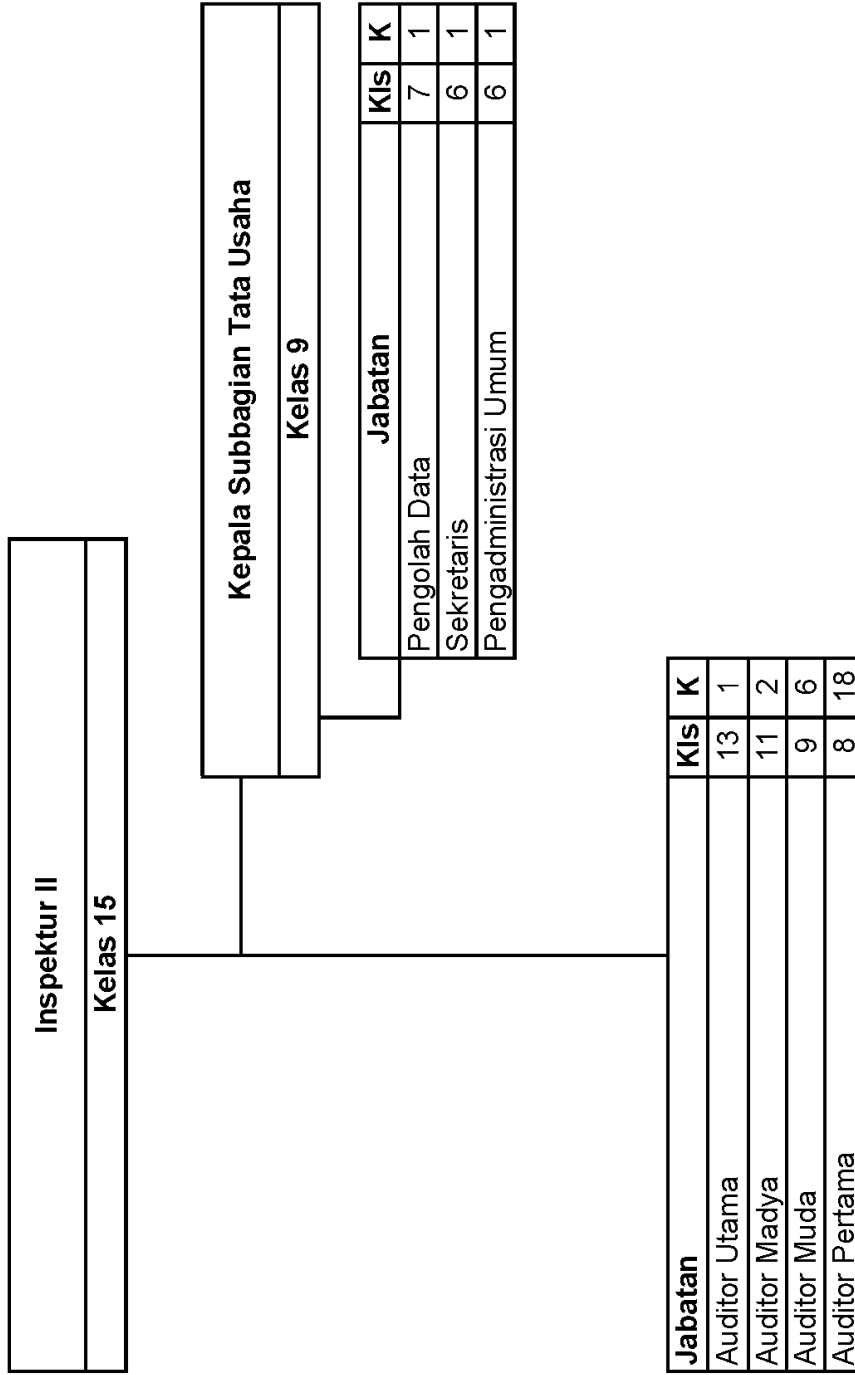 Inspektur II
Kelas 15
Kepala Subbagian Tata Usaha
Kelas 9
Jabatan Kls K
Pengolah Data 7 1
Sekretaris 6 1
Pengadministrasi Umum 6 1
Jabatan Kls K
Auditor Utama 13 1
Auditor Madya 11 2
Auditor Muda 9 6
Auditor Pertama 8 18